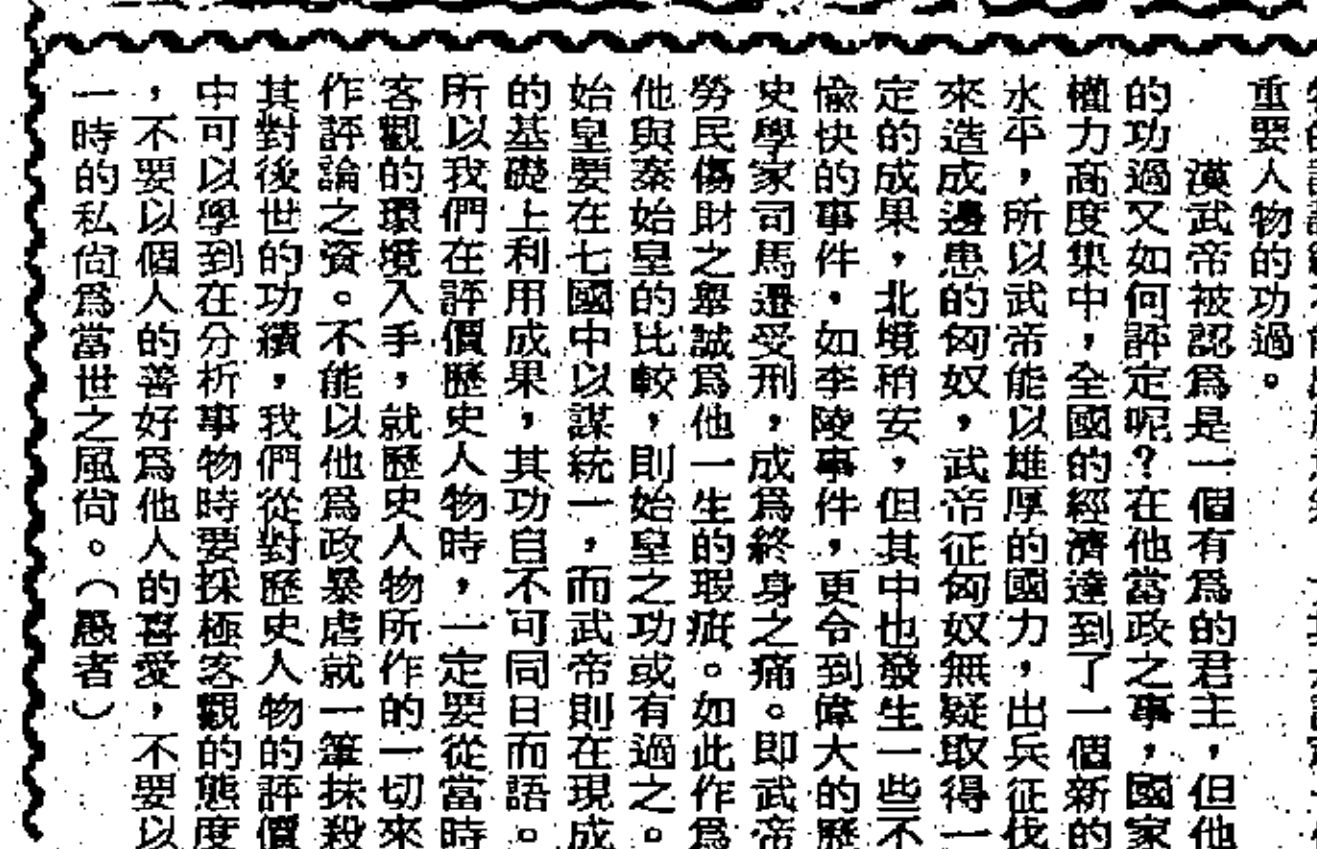 重要人物的功過。
漢武帝被認爲是一個有爲的君主，但他
的功過又如何評定呢？在他當政之事，國家
權力高度集中，全國的經濟達到了一個新的
水平，所以武帝能以雄厚的國力，出兵征伐
來造成邊患的匈奴，武帝征匈奴無疑取得一
定的成果，北境稍安，但其中也發生一些不
愉快的事件，如李陵事件，更令到偉大的歷
史學家司馬遷受刑，成爲終身之痛。即武帝
勞民傷財之舉誠爲他一生的瑕疵。如此作爲
他與秦始皇的比較，則始皇之功或有過之。
始皇要在七國中以謀統一，而武帝則在現成
的基礎上利用成果，其功自不可同日而語。
所以我們在評價歷史人物時，一定要從當時
客觀的環境入手，就歷史人物所作的一切來
作評論之資。不能以他爲政暴虐就一筆抹殺
其對後世的功績，我們從對歷史人物的評價
中可以學到在分析事物時要採極客觀的態度
，不要以個人的善好爲他人的喜愛，不要以
一時的私尙爲當世之風尙。（愚者）